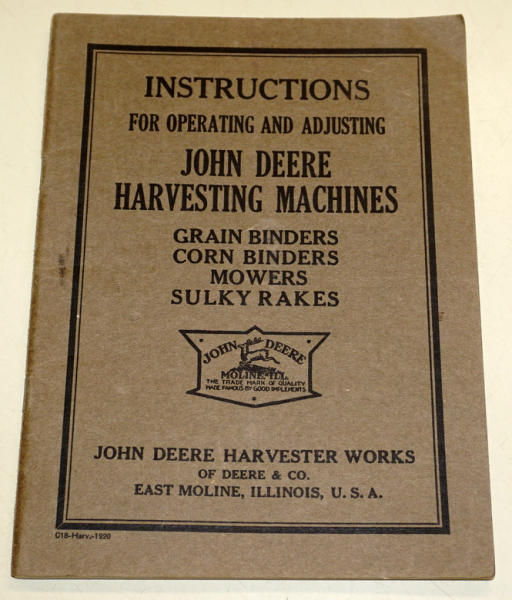 INSTRUCTIONS
FOR OPERATING AND ADJUSTING
JOHN DEERE
HARVESTING MACHINES
GRAIN BINDERS
CORN BINDERS
MOWERS
SULKY RAKES
JOHN DEERE
MOLINE, ILL.
THE TRADE MARK OF QUALITY
MADE FAMOUS BY GOOD IMPLEMENTS
JOHN DEERE HARVESTER WORKS
OF DEERE & CO.
EAST MOLINE, ILLINOIS, U. S. A.
C18-Harv.-1920